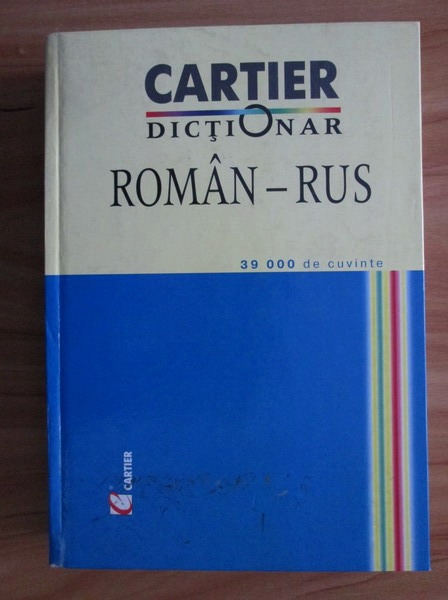 CARTIER
DICŢIONAR
ROMÂN – RUS
39 000 de cuvinte
CARTIER